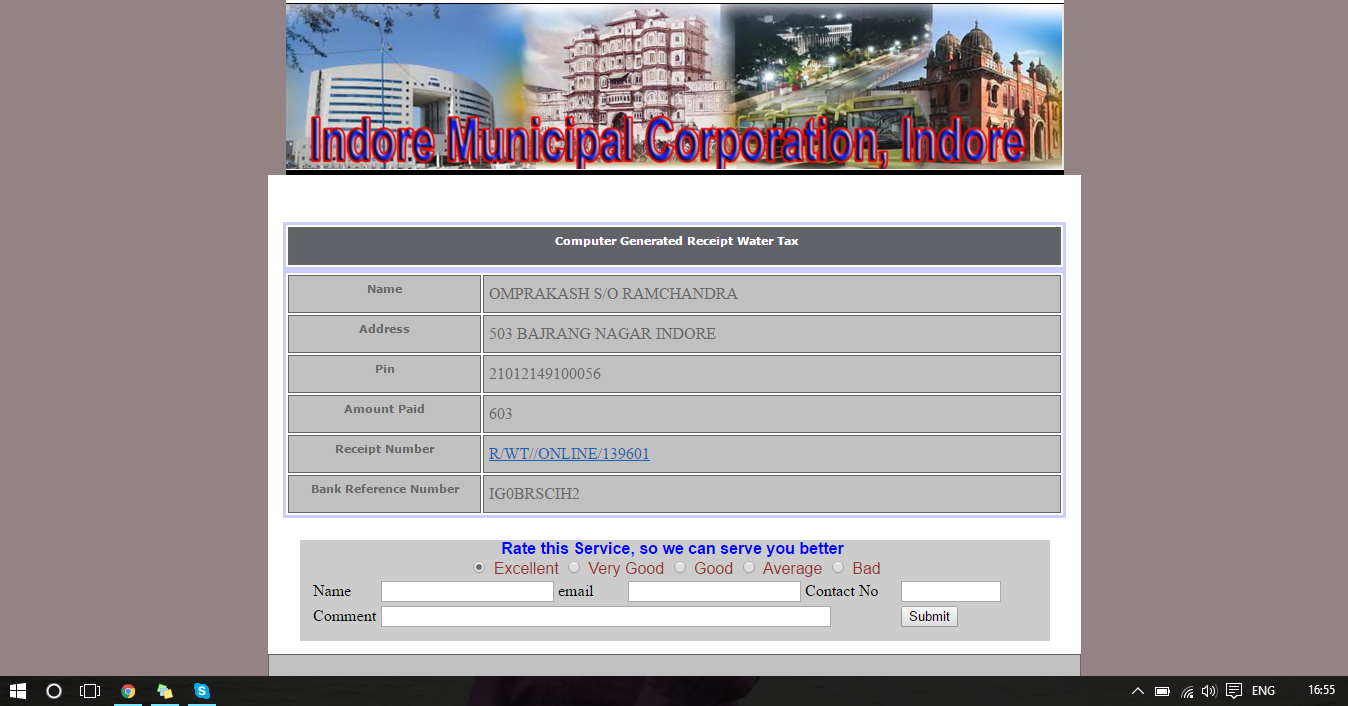 Indore Municipal Corporation, Indore
Computer Generated Receipt Water Tax
Name OMPRAKASH S/O RAMCHANDRA
Address 503 BAJRANG NAGAR INDORE
Pin 21012149100056
Amount Paid 603
Receipt Number R/WT//ONLINE/139601
Bank Reference Number IG0BRSCIH2
Rate this Service, so we can serve you better
Excellent Very Good Good Average Bad
Name email Contact No
Comment Submit
ENG 16:55